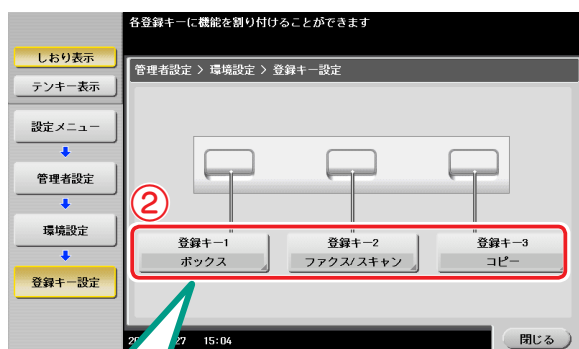 各登録キーに機能を割り付けることができます
しおり表示
テンキー表示
設定メニュー
管理者設定
環境設定
登録キー設定
管理者設定 > 環境設定 > 登録キー設定
②
登録キー1
ボックス
登録キー2
ファクス/スキャン
登録キー3
コピー
27 15:04
閉じる